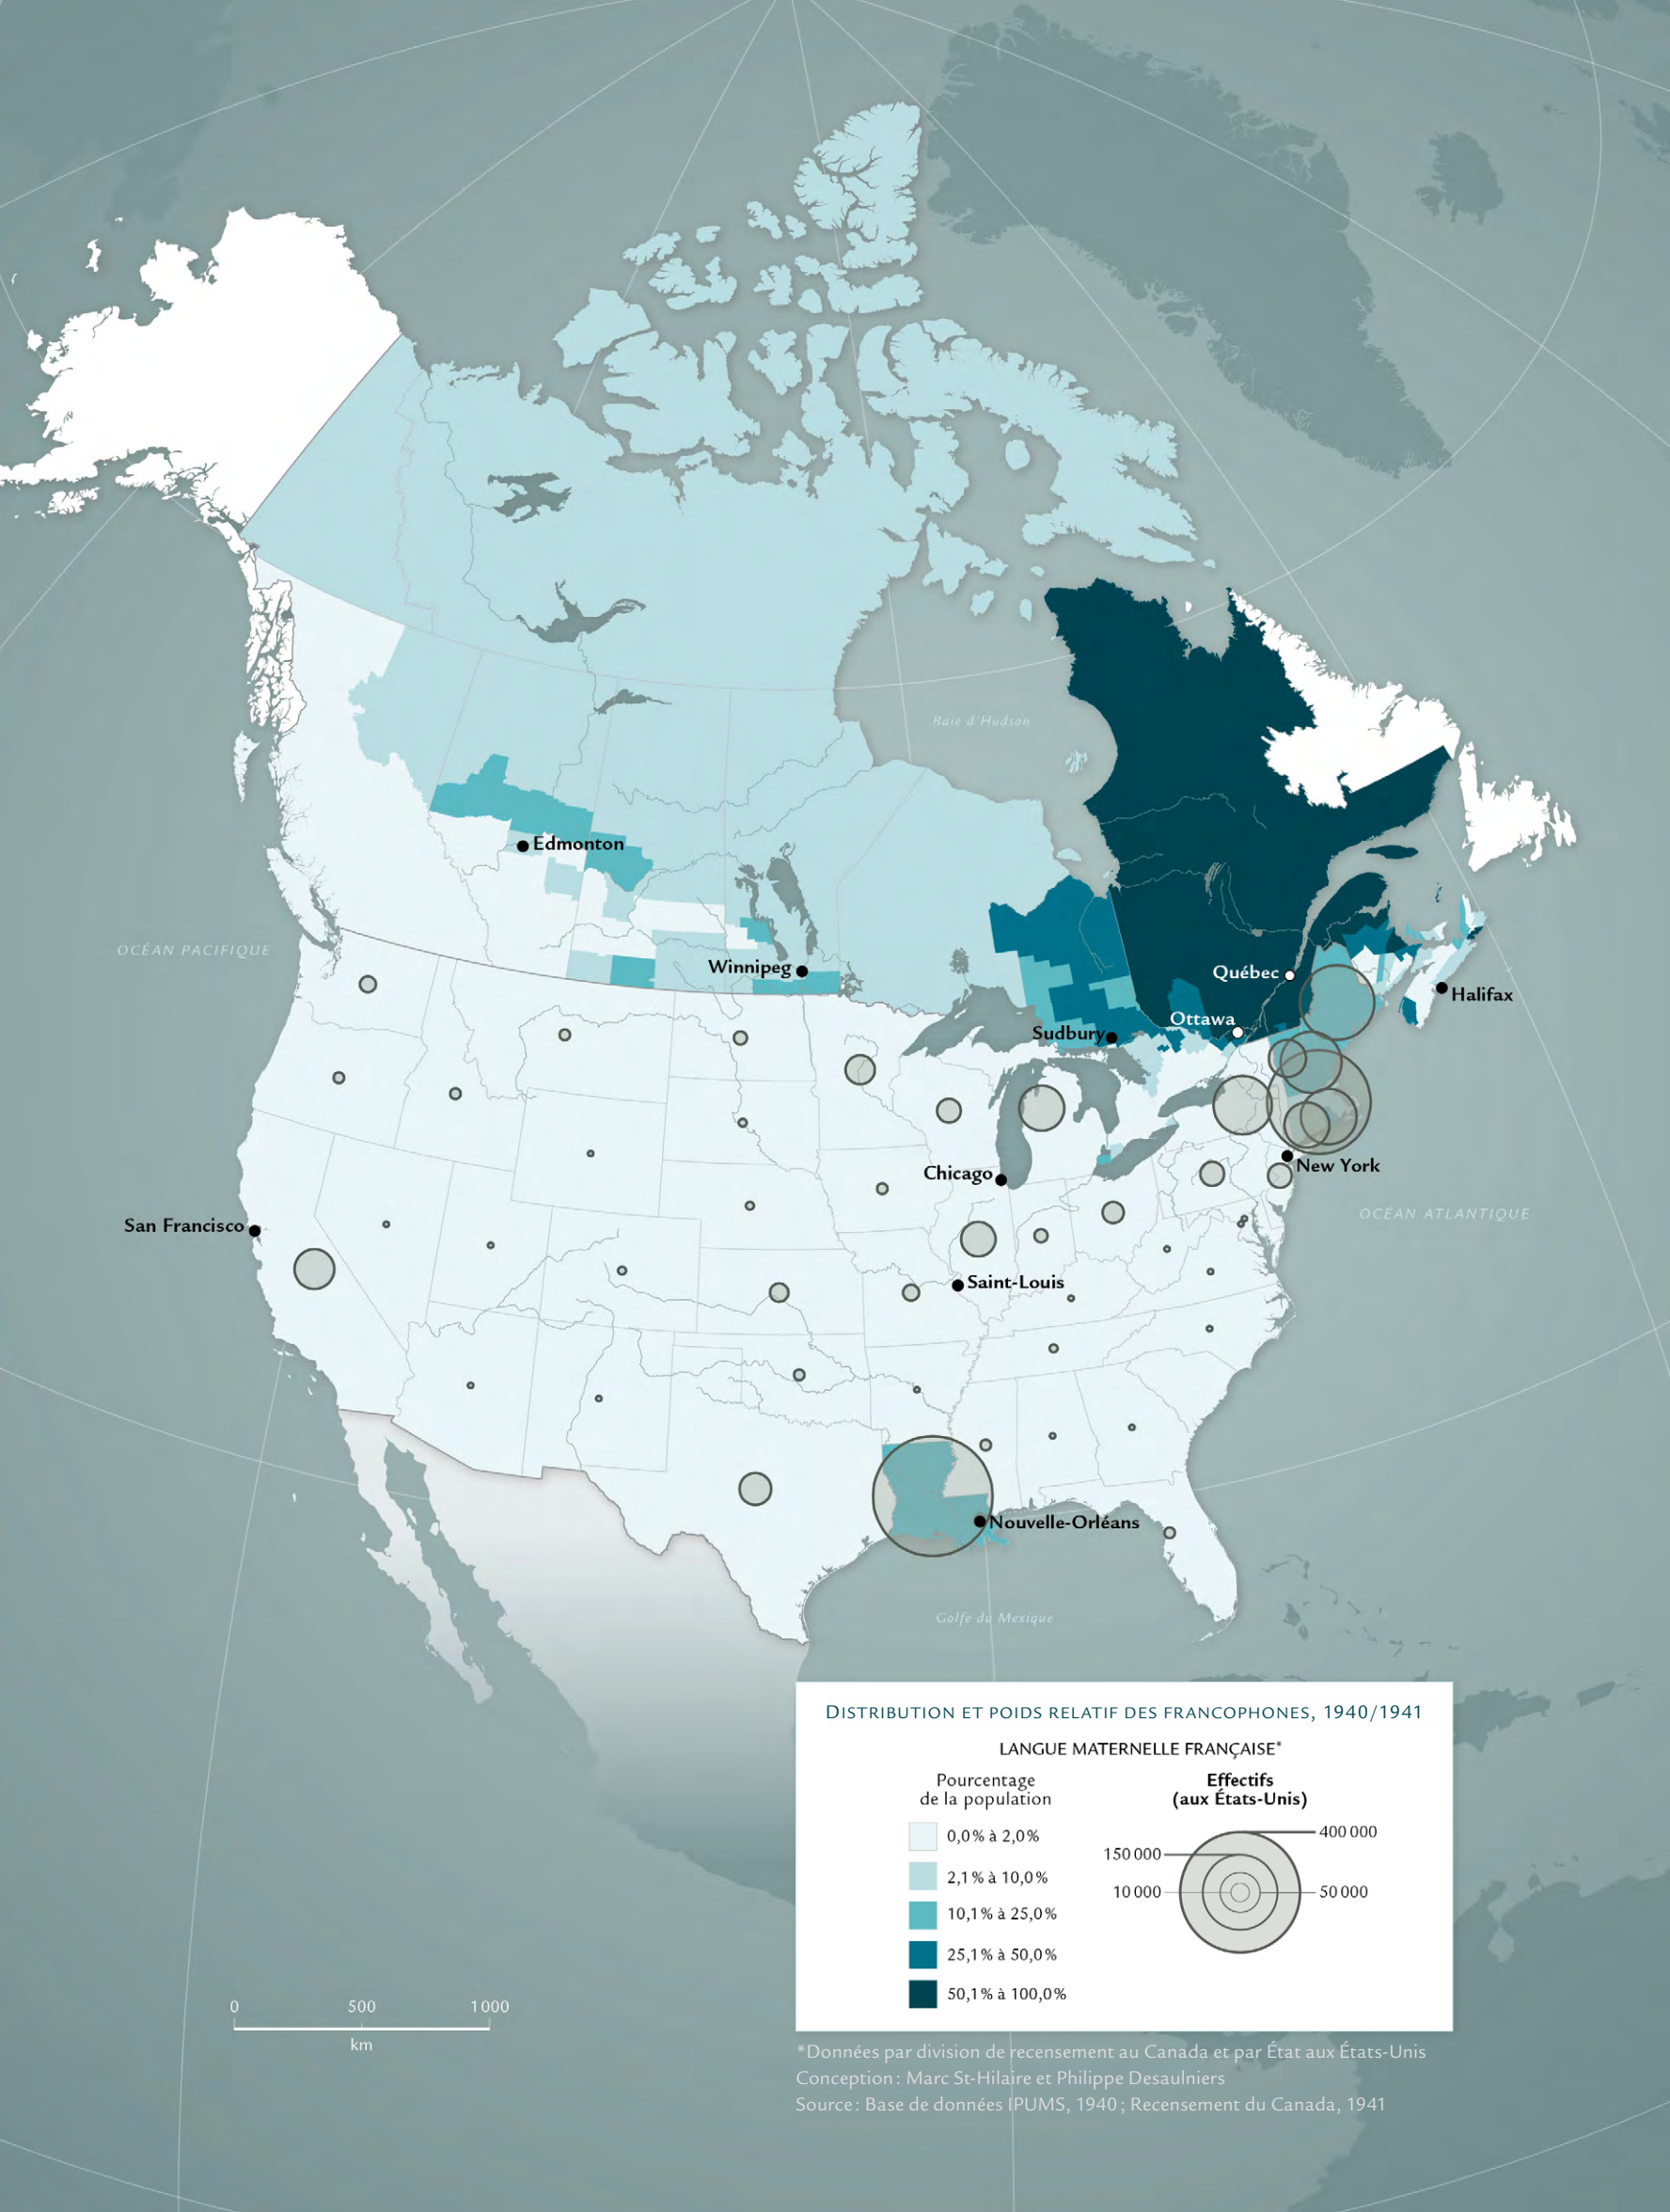 Baie d'Hudson
Edmonton
OCÉAN PACIFIQUE
Winnipeg
Québec
Halifax
Ottawa
Sudbury
Chicago
New York
OCÉAN ATLANTIQUE
San Francisco
Saint-Louis
Nouvelle-Orléans
Golfe du Mexique
DISTRIBUTION ET POIDS RELATIF DES FRANCOPHONES, 1940/1941
LANGUE MATERNELLE FRANÇAISE*
Pourcentage
de la population
0,0 % à 2,0 %
2,1 % à 10,0 %
10,1 % à 25,0 %
25,1 % à 50,0 %
50,1 % à 100,0 %
Effectifs
(aux États-Unis)
400 000
150 000
10 000
50 000
0 500 1 000
km
*Données par division de recensement au Canada et par État aux États-Unis
Conception : Marc St-Hilaire et Philippe Desaulniers
Source : Base de données IPUMS, 1940 ; Recensement du Canada, 1941